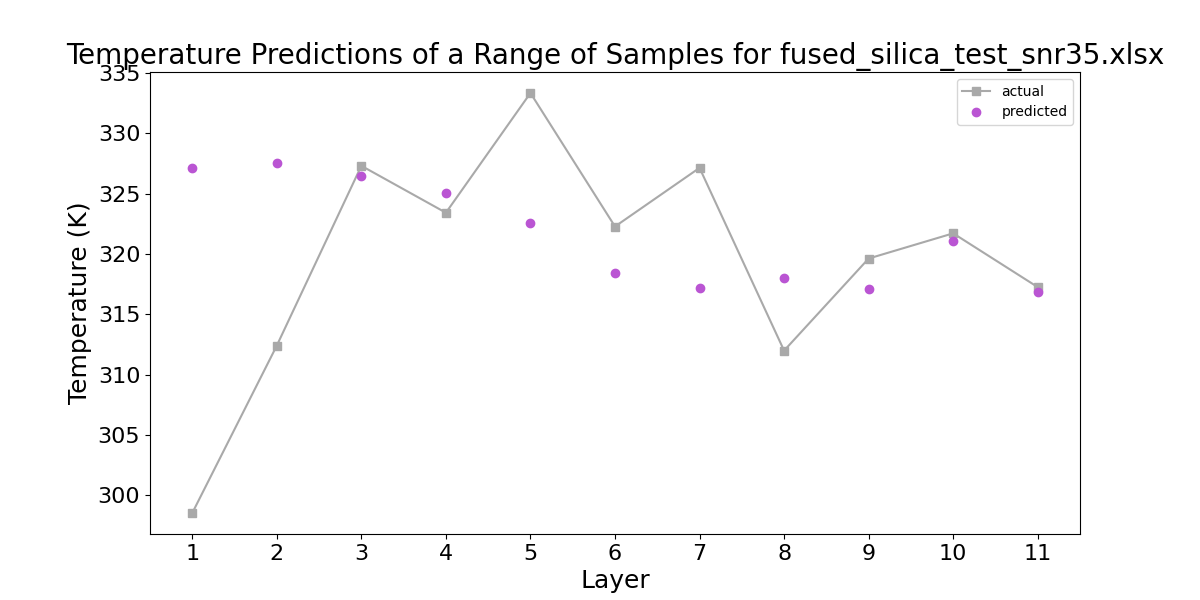 Temperature Predictions of a Range of Samples for fused_silica_test_snr35.xlsx
actual
predicted
Temperature (K)
335
330
325
320
315
310
305
300
1 2 3 4 5 6 7 8 9 10 11
Layer